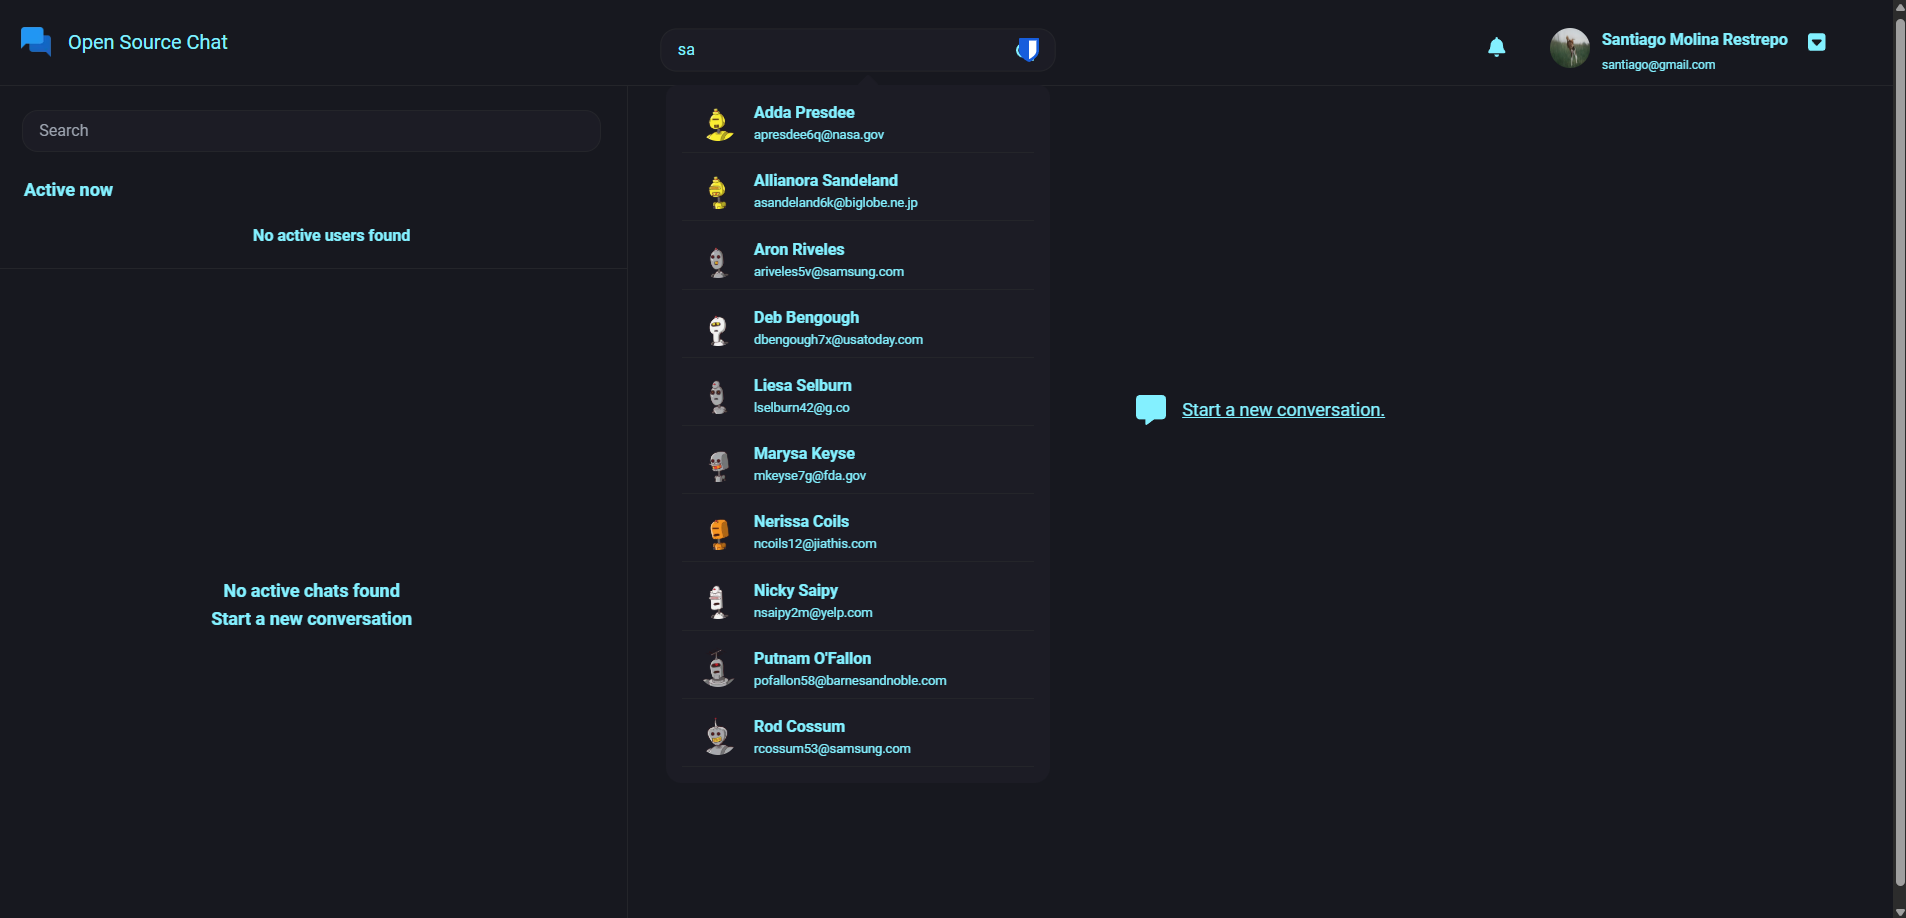 Open Source Chat
sa
Santiago Molina Restrepo
santiago@gmail.com
Search
Active now
No active users found
No active chats found
Start a new conversation
Adda Presdee
apresdee6q@nasa.gov
Allianora Sandeland
asandeland6k@biglobe.ne.jp
Aron Riveles
ariveles5v@samsung.com
Deb Bengough
dbengough7x@usatoday.com
Liesa Selburn
lselburn42@g.co
Marysa Keyse
mkeyse7g@fda.gov
Nerissa Coils
ncoils12@jiathis.com
Nicky Saipy
nsaipy2m@yelp.com
Putnam O'Fallon
pofallon58@barnesandnoble.com
Rod Cossum
rcossum53@samsung.com
Start a new conversation.